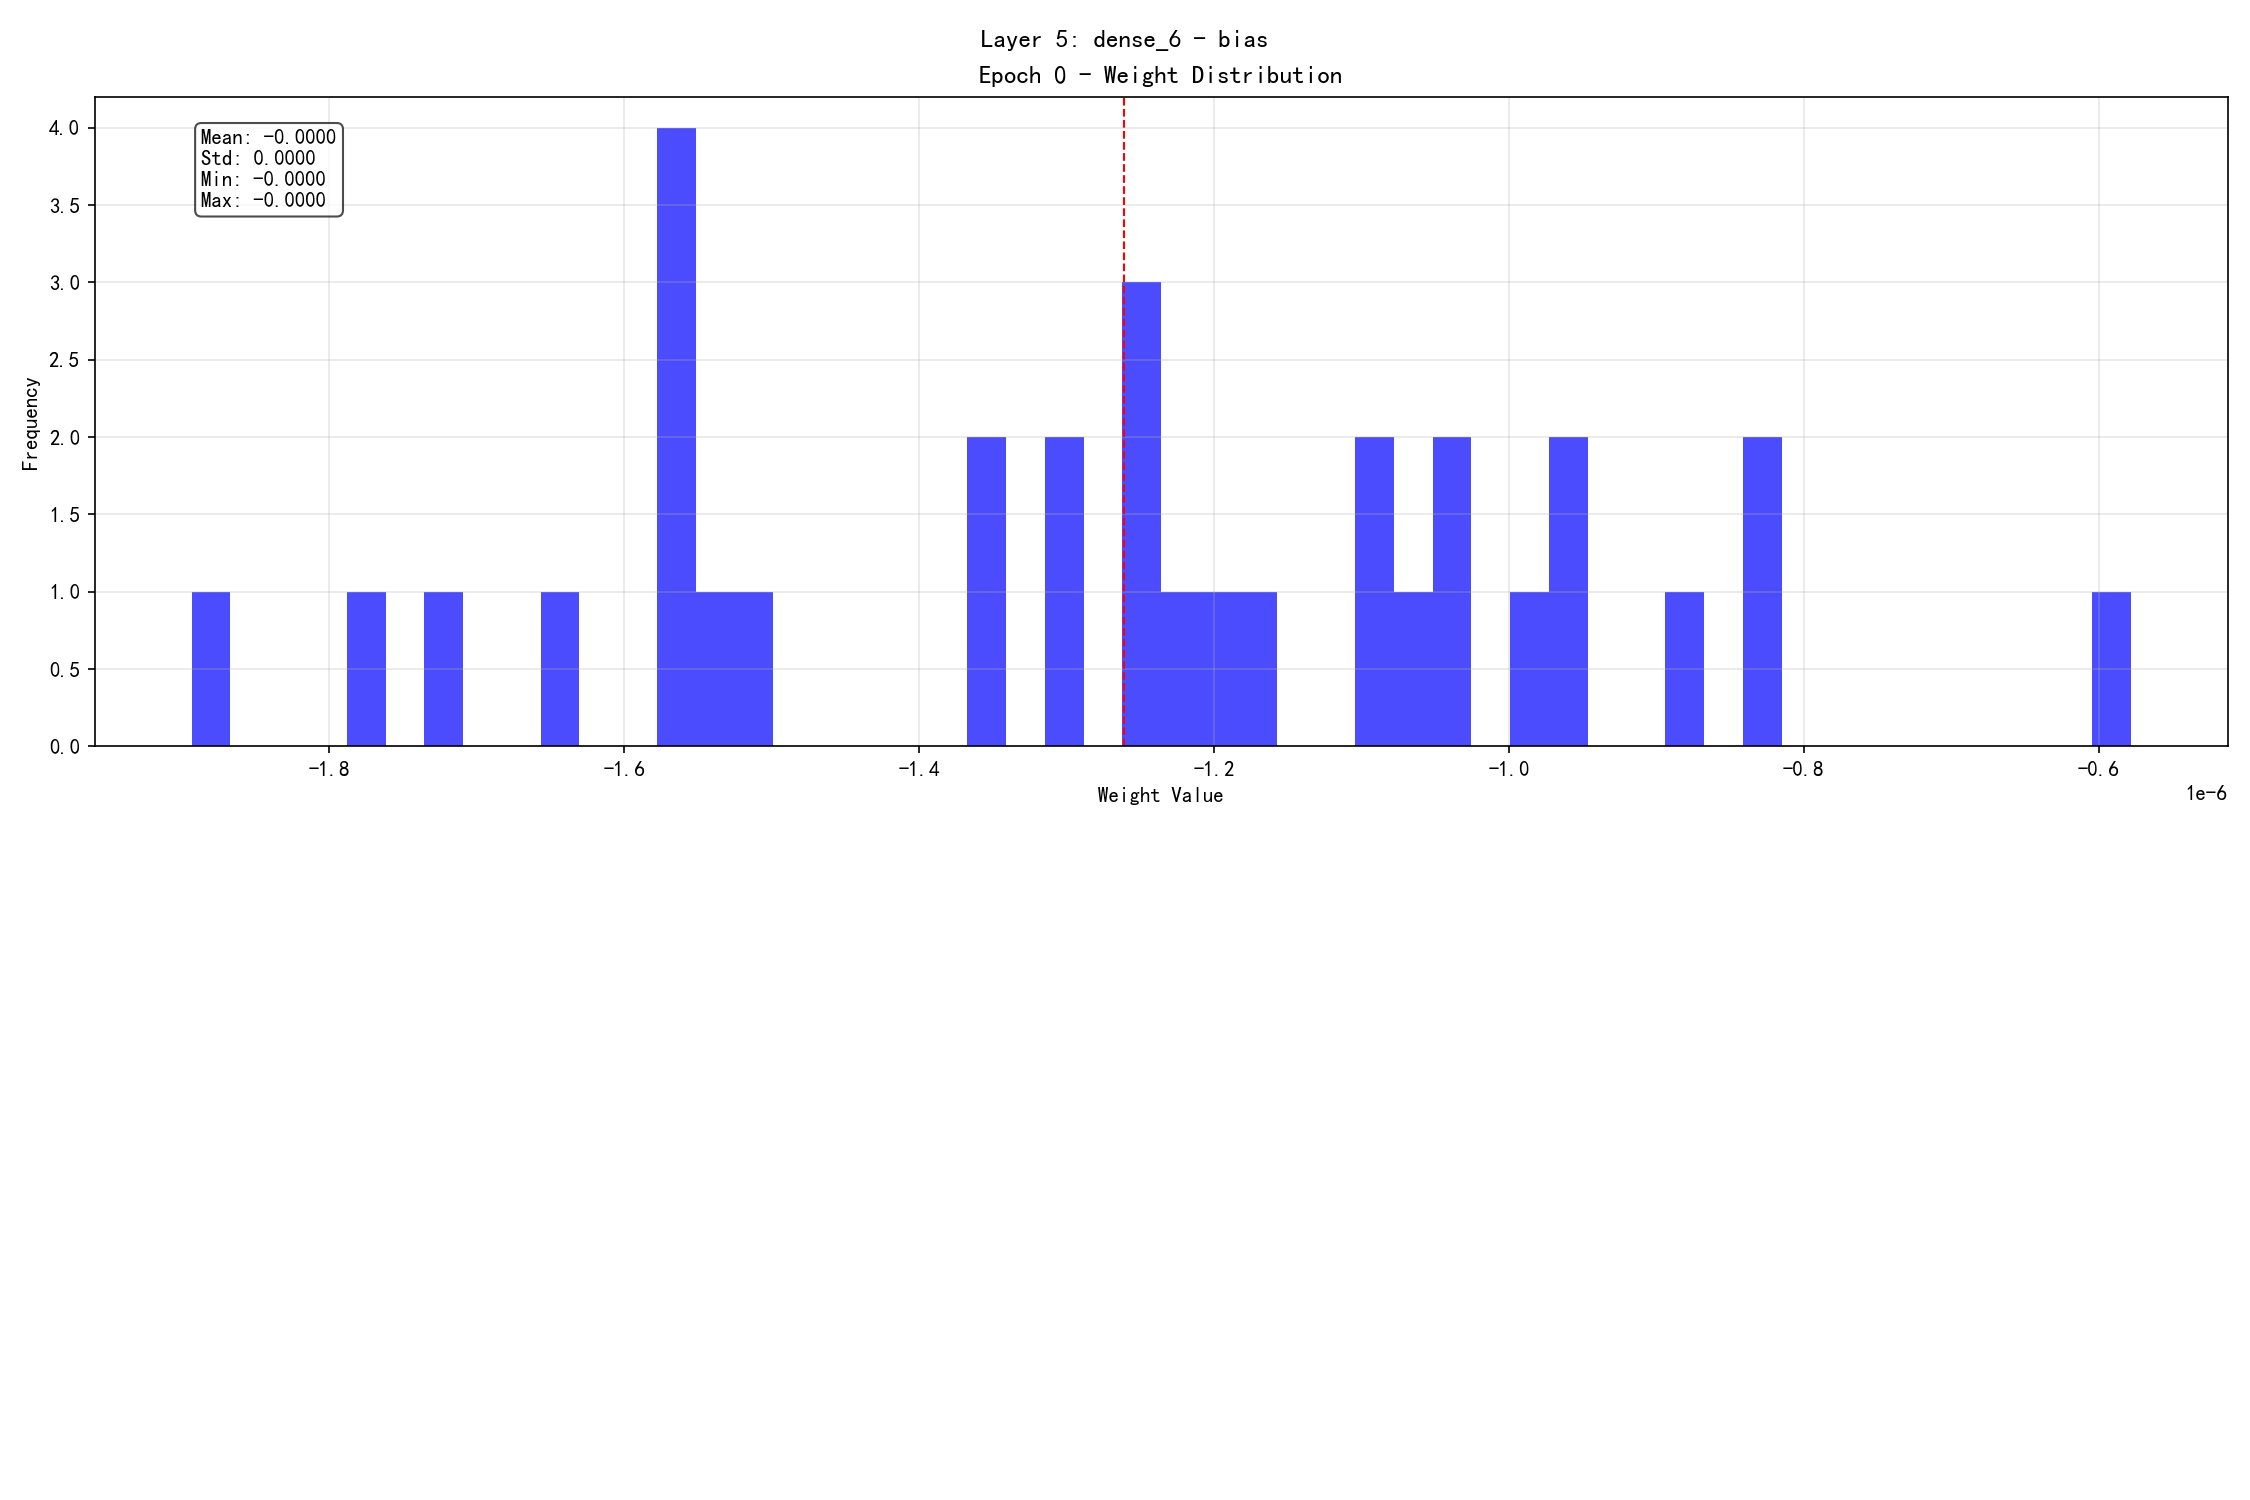 Layer 5: dense_6 - bias
Epoch 0 - Weight Distribution
Mean: -0.0000
Std: 0.0000
Min: -0.0000
Max: -0.0000
4.0
3.5
3.0
2.5
2.0
1.5
1.0
0.5
0.0
Frequency
-1.8 -1.6 -1.4 -1.2 -1.0 -0.8 -0.6
Weight Value
1e-6